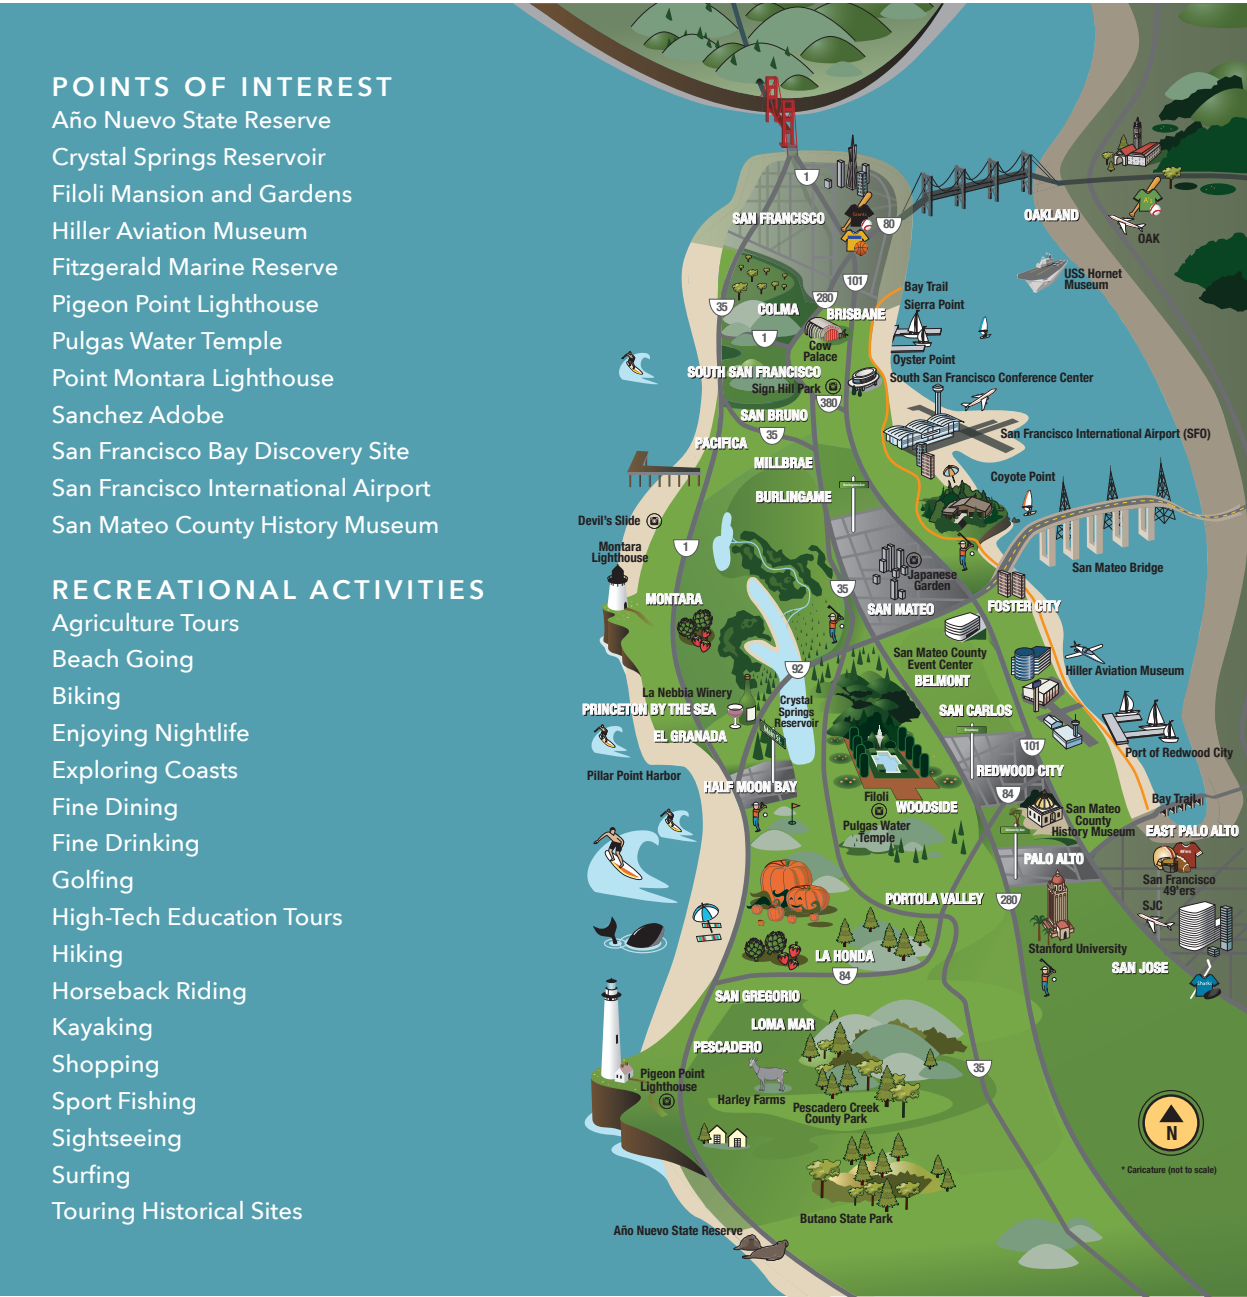 POINTS OF INTEREST
Año Nuevo State Reserve
Crystal Springs Reservoir
Filoli Mansion and Gardens
Hiller Aviation Museum
Fitzgerald Marine Reserve
Pigeon Point Lighthouse
Pulgas Water Temple
Point Montara Lighthouse
Sanchez Adobe
San Francisco Bay Discovery Site
San Francisco International Airport
San Mateo County History Museum
RECREATIONAL ACTIVITIES
Agriculture Tours
Beach Going
Biking
Enjoying Nightlife
Exploring Coasts
Fine Dining
Fine Drinking
Golfing
High-Tech Education Tours
Hiking
Horseback Riding
Kayaking
Shopping
Sport Fishing
Sightseeing
Surfing
Touring Historical Sites
1
SAN FRANCISCO
Giants
80
OAKLAND
A's
OAK
USS Hornet
Museum
101
280
35
COLMA
BRISBANE
Bay Trail
Sierra Point
1
Cow
Palace
Oyster Point
SOUTH SAN FRANCISCO
South San Francisco Conference Center
Sign Hill Park
380
SAN BRUNO
35
PACIFICA
San Francisco International Airport (SFO)
MILLBRAE
BURLINGAME
Coyote Point
Devil's Slide
Montara
Lighthouse
1
San Mateo Bridge
Japanese
Garden
35
MONTARA
SAN MATEO
FOSTER CITY
San Mateo County
Event Center
92
Hiller Aviation Museum
BELMONT
La Nebbia Winery
PRINCETON BY THE SEA
Crystal
Springs
Reservoir
SAN CARLOS
EL GRANADA
101
Port of Redwood City
Pillar Point Harbor
REDWOOD CITY
HALF MOON BAY
84
Filoli
WOODSIDE
Bay Trail
San Mateo
County
History Museum
Pulgas Water
Temple
EAST PALO ALTO
PALO ALTO
San Francisco
49'ers
PORTOLA VALLEY
280
SJC
Stanford University
LA HONDA
84
SAN JOSE
Sharks
SAN GREGORIO
LOMA MAR
PESCADERO
35
Pigeon Point
Lighthouse
Harley Farms
Pescadero Creek
County Park
N
* Caricature (not to scale)
Butano State Park
Año Nuevo State Reserve